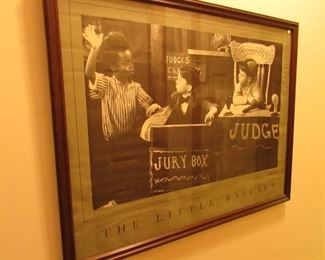 JUDGES
JUDGE
JURY BOX
THE LITTLE RASCALS